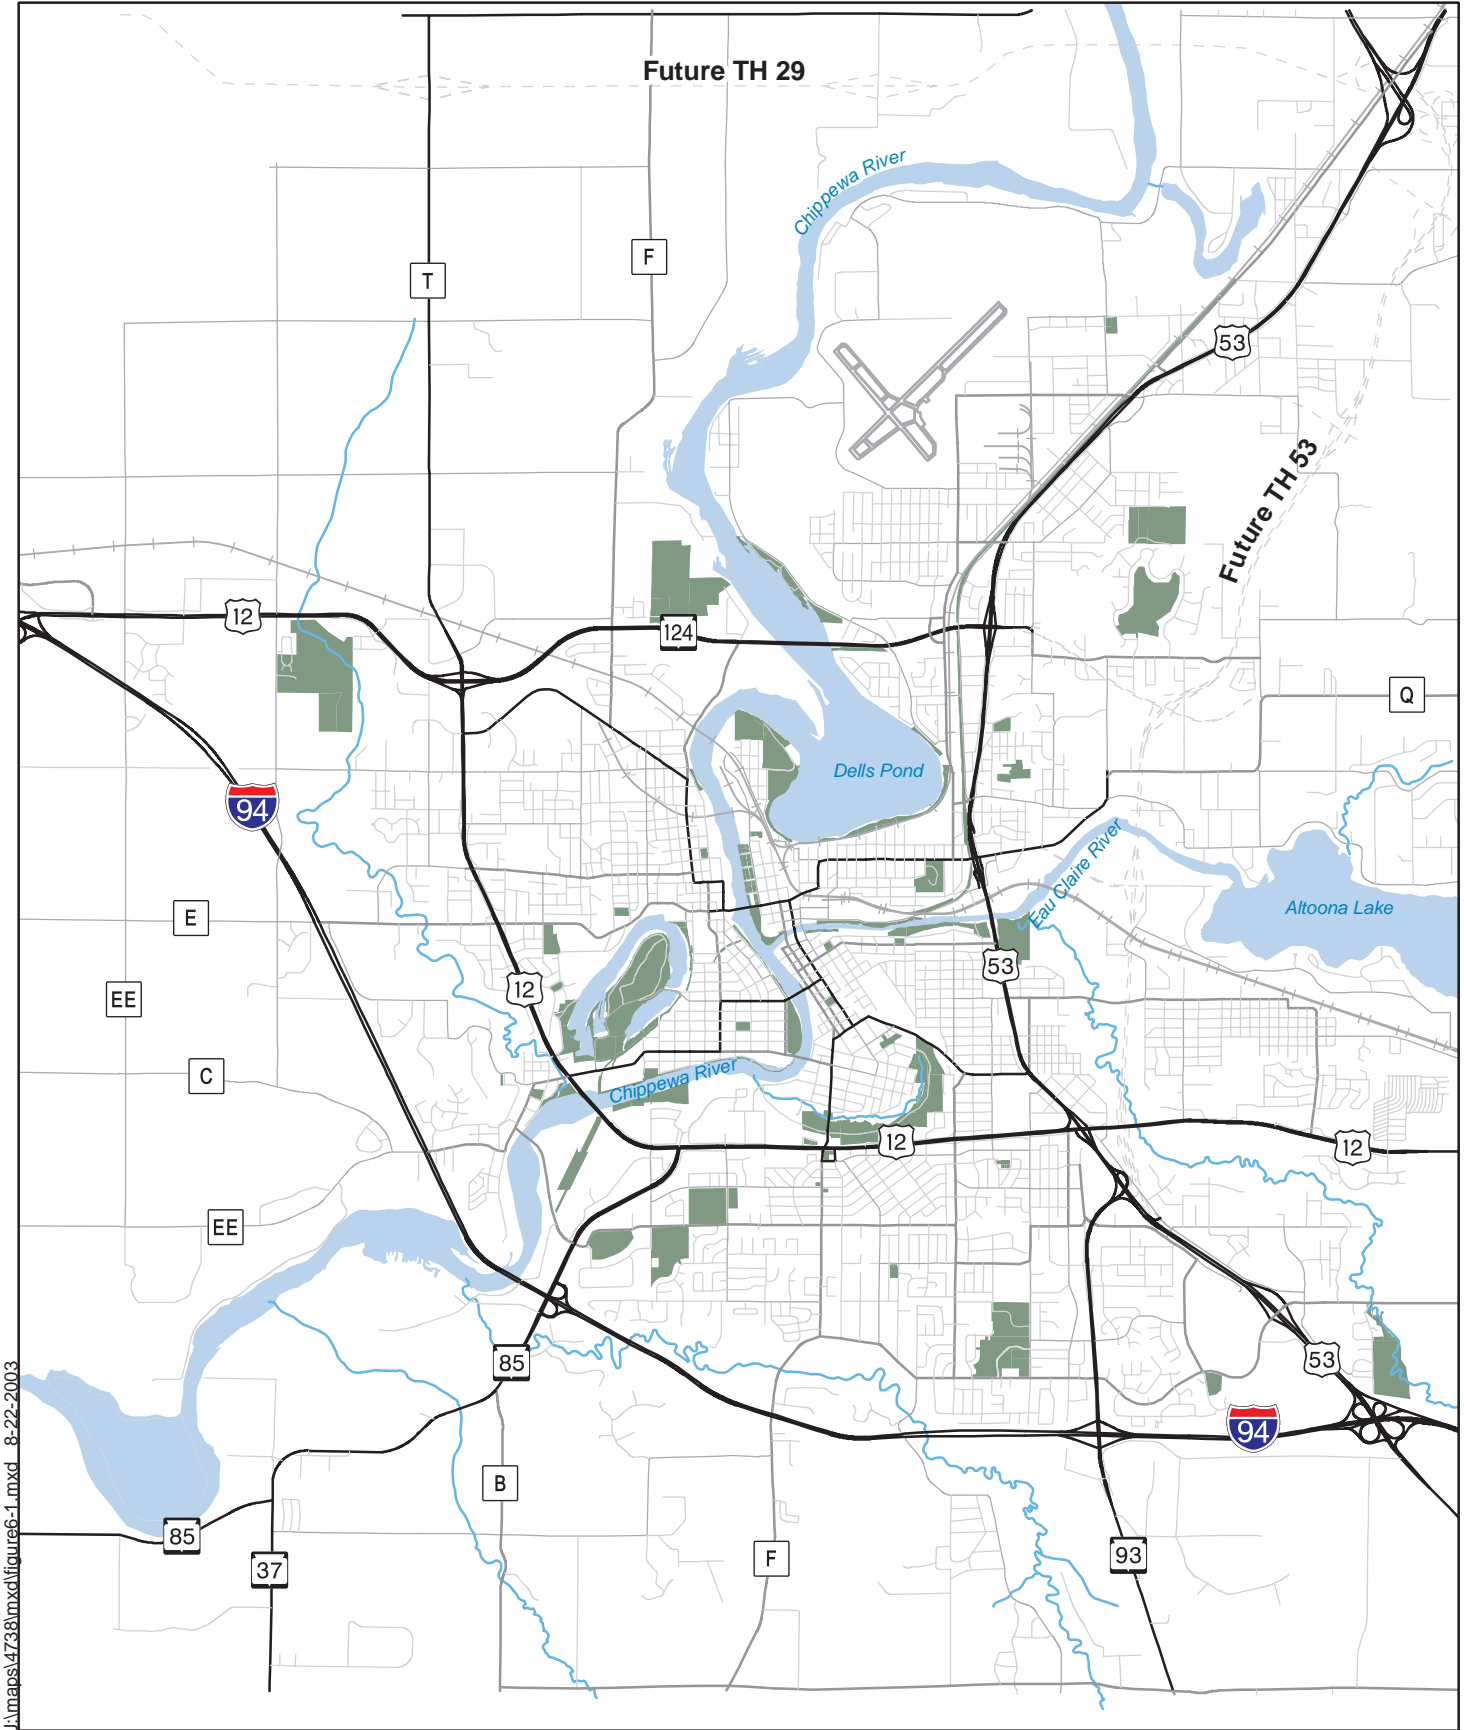 Future TH 29
Chippewa River
F
T
53
Future TH 53
12
124
Q
Dells Pond
94
Eau Claire River
Altoona Lake
E
53
12
EE
C
Chippewa River
12
12
EE
53
85
94
B
85
F
93
37
J:\maps\4738\mxd\figure6-1.mxd 8-22-2003